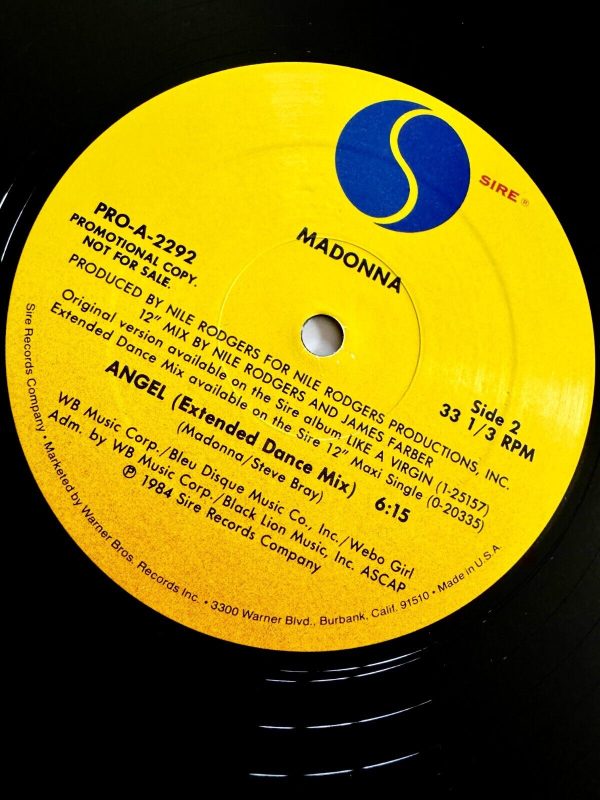 SIRE ®
MADONNA
PRO-A-2292
PROMOTIONAL COPY.
NOT FOR SALE.
Side 2
33 1/3 RPM
PRODUCED BY NILE RODGERS FOR NILE RODGERS PRODUCTIONS, INC.
12" MIX BY NILE RODGERS AND JAMES FARBER
Original version available on the Sire album LIKE A VIRGIN (1-25157)
Extended Dance Mix available on the Sire 12" Maxi Single (0-20335)
ANGEL (Extended Dance Mix) 6:15
(Madonna/Steve Bray)
WB Music Corp./Bleu Disque Music Co., Inc./Webo Girl
Adm. by WB Music Corp./Black Lion Music, Inc. ASCAP
℗ 1984 Sire Records Company
Sire Records Company • Marketed by Warner Bros. Records Inc. • 3300 Warner Blvd., Burbank, Calif. 91510 • Made in U.S.A.